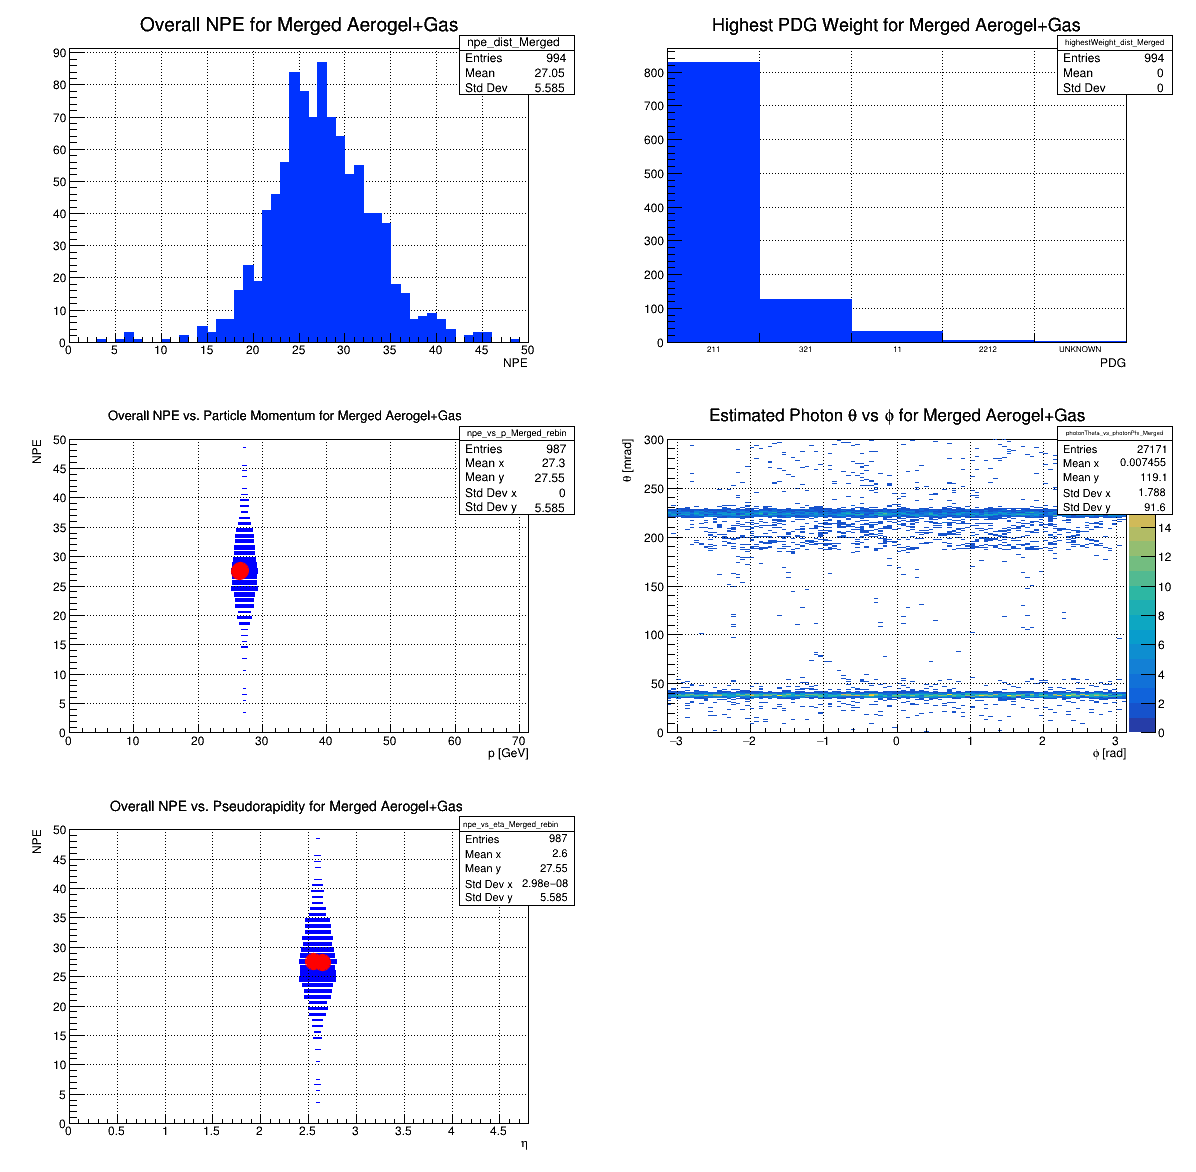 Overall NPE for Merged Aerogel+Gas
npe_dist_Merged
Entries 994
Mean 27.05
Std Dev 5.585
90
80
70
60
50
40
30
20
10
0
0 5 10 15 20 25 30 35 40 45 50
NPE
Highest PDG Weight for Merged Aerogel+Gas
highestWeight_dist_Merged
Entries 994
Mean 0
Std Dev 0
800
700
600
500
400
300
200
100
0
211 321 11 2212 UNKNOWN
PDG
Overall NPE vs. Particle Momentum for Merged Aerogel+Gas
npe_vs_p_Merged_rebin
Entries 987
Mean x 27.3
Mean y 27.55
Std Dev x 0
Std Dev y 5.585
NPE
50
45
40
35
30
25
20
15
10
5
0
0 10 20 30 40 50 60 70
p [GeV]
Estimated Photon θ vs ϕ for Merged Aerogel+Gas
photonTheta_vs_photonPhi_Merged
Entries 27171
Mean x 0.007455
Mean y 119.1
Std Dev x 1.788
Std Dev y 91.6
θ [mrad]
300
250
200
150
100
50
0
−3 −2 −1 0 1 2 3
ϕ [rad]
14
12
10
8
6
4
2
0
Overall NPE vs. Pseudorapidity for Merged Aerogel+Gas
npe_vs_eta_Merged_rebin
Entries 987
Mean x 2.6
Mean y 27.55
Std Dev x 2.98e−08
Std Dev y 5.585
NPE
50
45
40
35
30
25
20
15
10
5
0
0 0.5 1 1.5 2 2.5 3 3.5 4 4.5
η